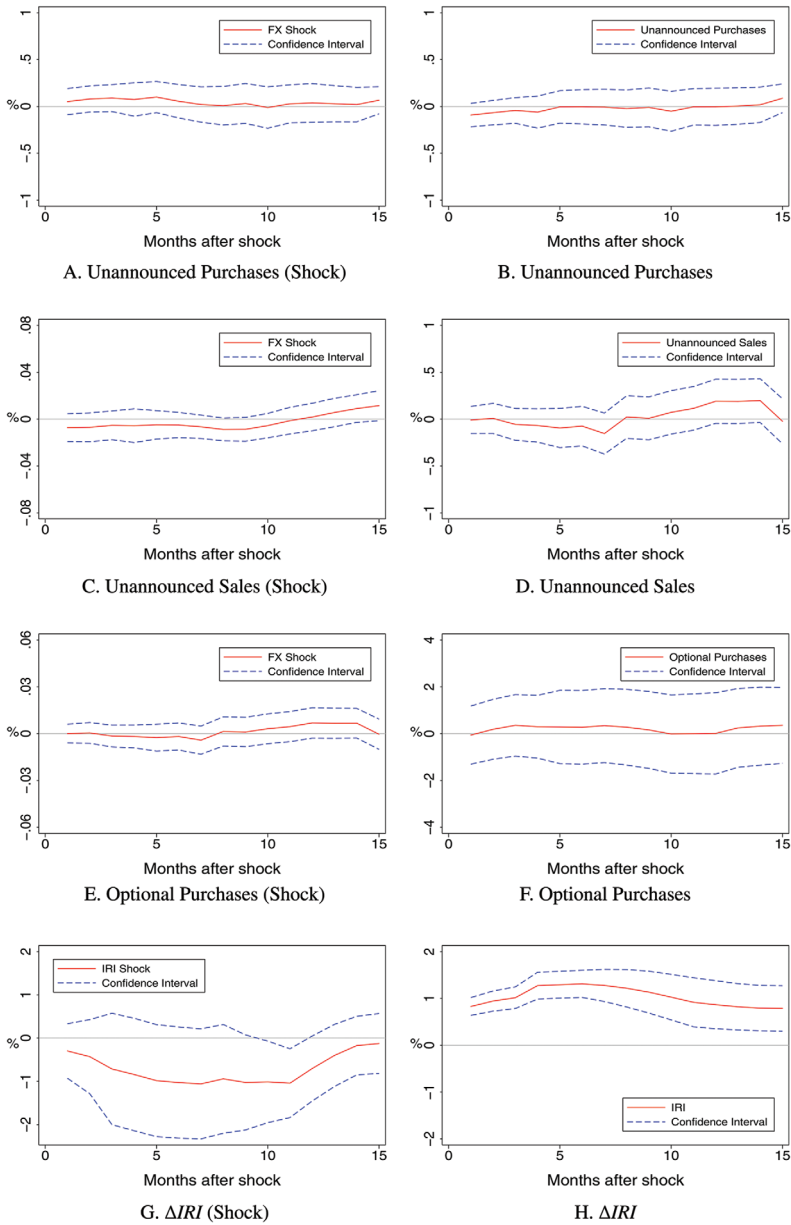 FX Shock
Confidence Interval
1
.5
%
0
-.5
-1
0 5 10 15
Months after shock
A. Unannounced Purchases (Shock)
Unannounced Purchases
Confidence Interval
1
.5
%
0
-.5
-1
0 5 10 15
Months after shock
B. Unannounced Purchases
FX Shock
Confidence Interval
.08
.04
%
0
-.04
-.08
0 5 10 15
Months after shock
C. Unannounced Sales (Shock)
Unannounced Sales
Confidence Interval
1
.5
%
0
-.5
-1
0 5 10 15
Months after shock
D. Unannounced Sales
FX Shock
Confidence Interval
.06
.03
%
0
-.03
-.06
0 5 10 15
Months after shock
E. Optional Purchases (Shock)
Optional Purchases
Confidence Interval
4
2
%
0
-2
-4
0 5 10 15
Months after shock
F. Optional Purchases
IRI Shock
Confidence Interval
2
1
%
0
-1
-2
0 5 10 15
Months after shock
G. ΔIRI (Shock)
2
1
%
0
-1
-2
IRI
Confidence Interval
0 5 10 15
Months after shock
H. ΔIRI